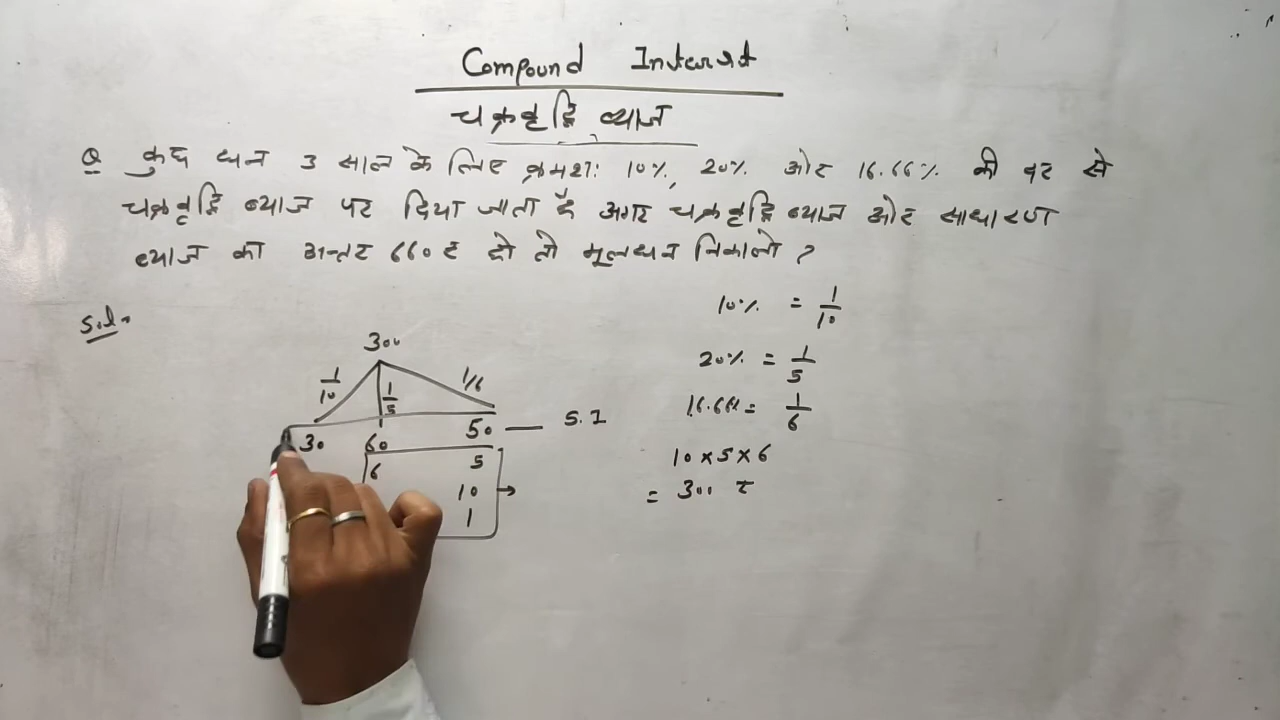 Compound Interest
चक्रवृद्धि ब्याज
Q कुछ धन 3 साल के लिए क्रमशः 10%, 20% और 16.66% की दर से
चक्रवृद्धि ब्याज पर दिया जाता है अगर चक्रवृद्धि ब्याज और साधारण
ब्याज का अन्तर 660 ₹ हो तो मूलधन निकालो ?
Soln
300
1/10 1/5 1/6
30 60 50 — S.I
6 5
10
1
10% = 1/10
20% = 1/5
16.66% = 1/6
10 × 5 × 6
= 300 ₹